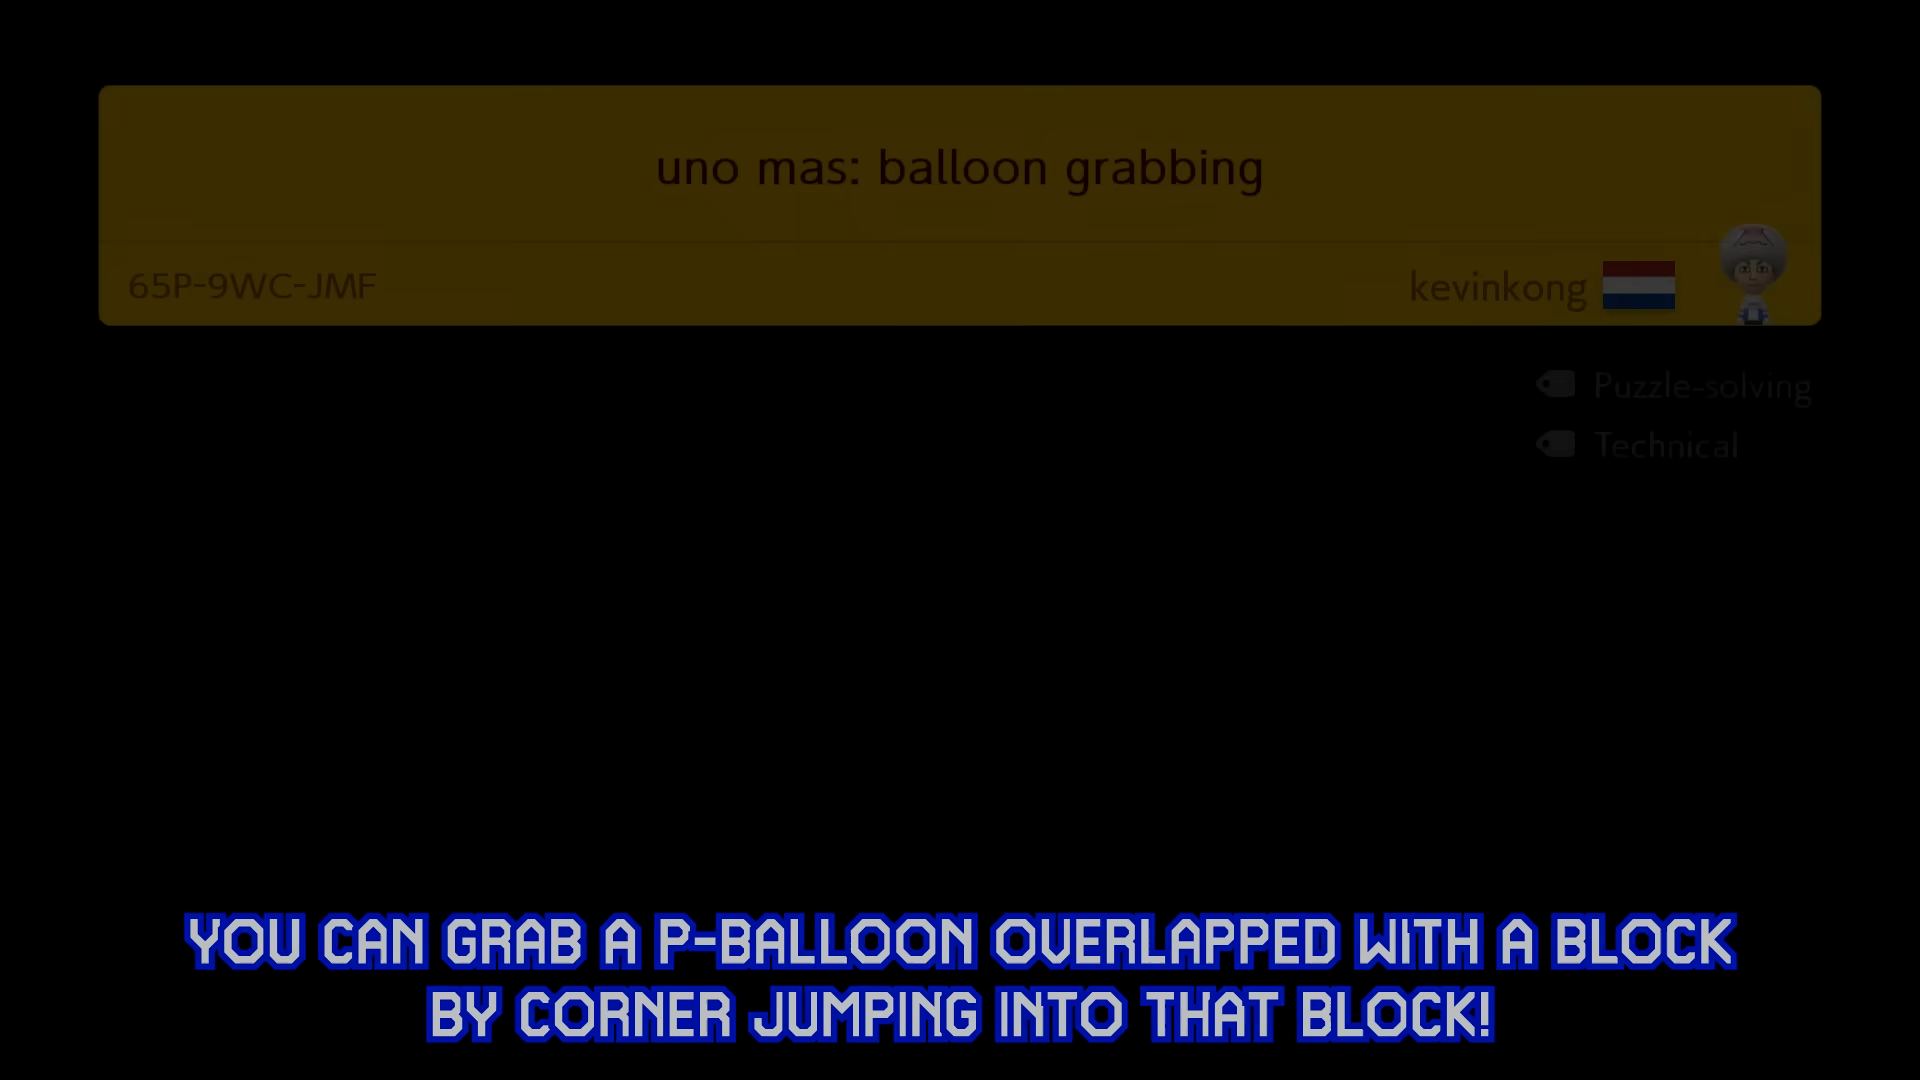 uno mas: balloon grabbing
65P-9WC-JMF
kevinkong
Puzzle-solving
Technical
YOU CAN GRAB A P-BALLOON OVERLAPPED WITH A BLOCK
BY CORNER JUMPING INTO THAT BLOCK!